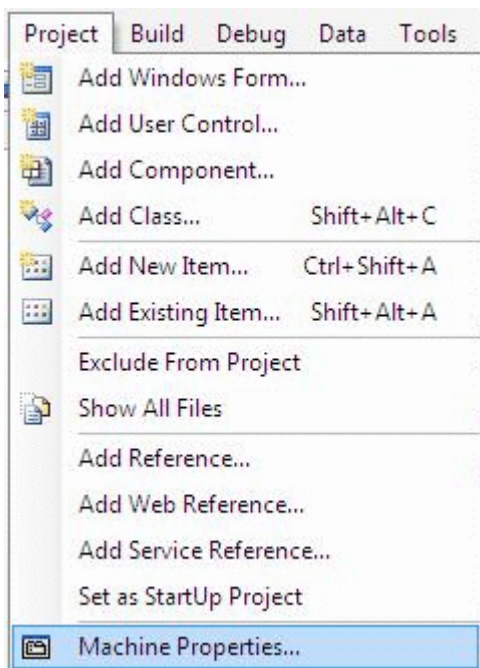 Project Build Debug Data Tools
Add Windows Form...
Add User Control...
Add Component...
Add Class... Shift+Alt+C
Add New Item... Ctrl+Shift+A
Add Existing Item... Shift+Alt+A
Exclude From Project
Show All Files
Add Reference...
Add Web Reference...
Add Service Reference...
Set as StartUp Project
Machine Properties...